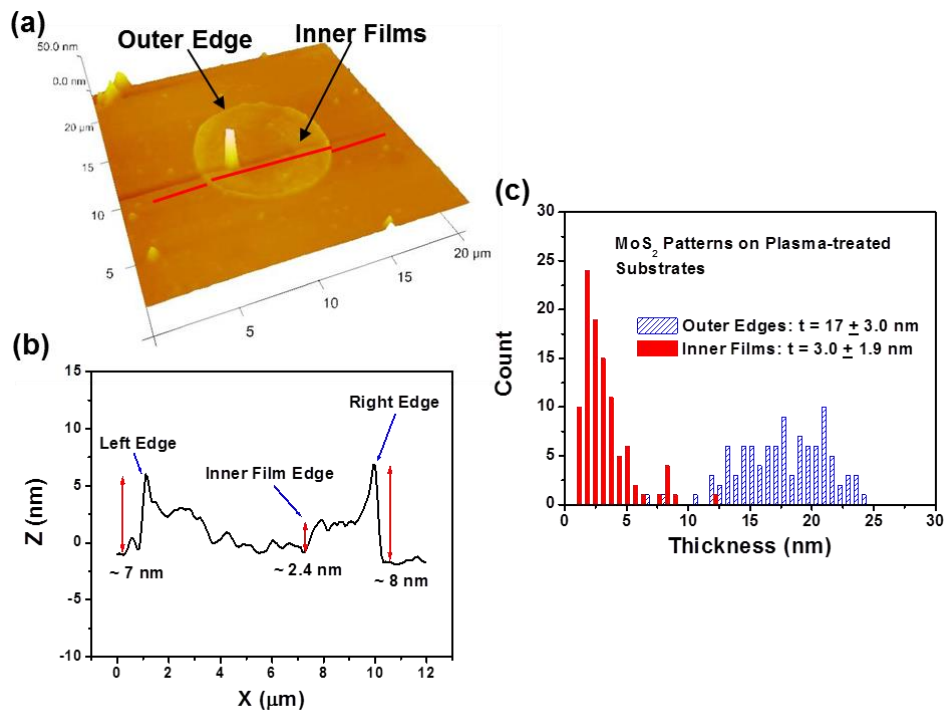 (a)
Outer Edge
Inner Films
50.0 nm
0.0 nm
20 µm
15
10
5
5
10
15
20 µm
(b)
15
10
5
0
-5
-10
Z (nm)
Left Edge
Right Edge
Inner Film Edge
~ 7 nm
~ 2.4 nm
~ 8 nm
0 2 4 6 8 10 12
X (µm)
(c)
30
25
20
15
10
5
0
Count
MoS₂ Patterns on Plasma-treated
Substrates
Outer Edges: t = 17 ± 3.0 nm
Inner Films: t = 3.0 ± 1.9 nm
0 5 10 15 20 25 30
Thickness (nm)